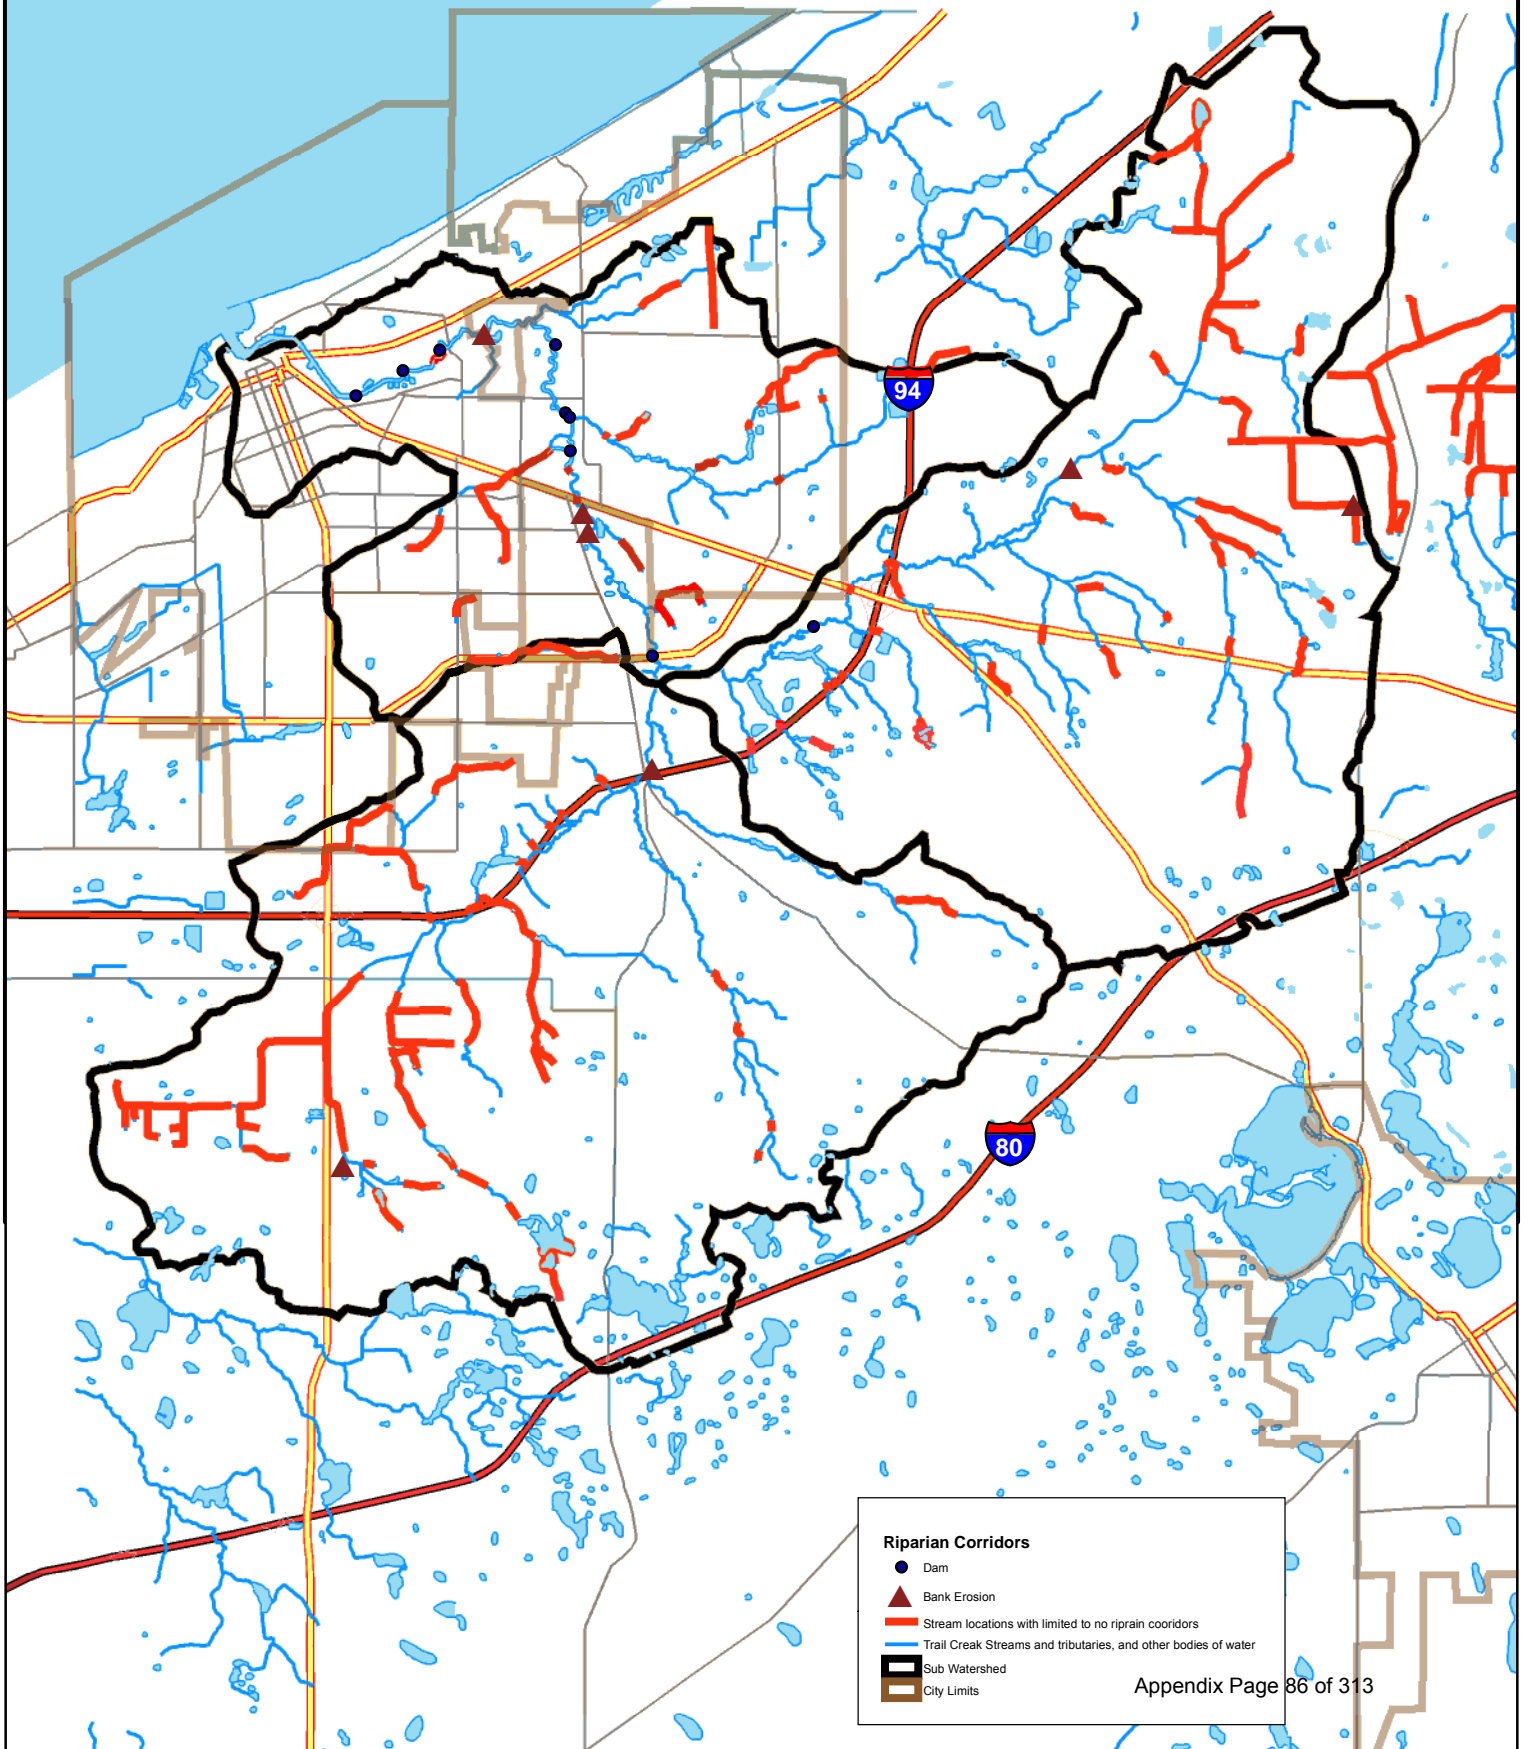 94
80
Riparian Corridors
Dam
Bank Erosion
Stream locations with limited to no riprain cooridors
Trail Creak Streams and tributaries, and other bodies of water
Sub Watershed
City Limits
Appendix Page 86 of 313